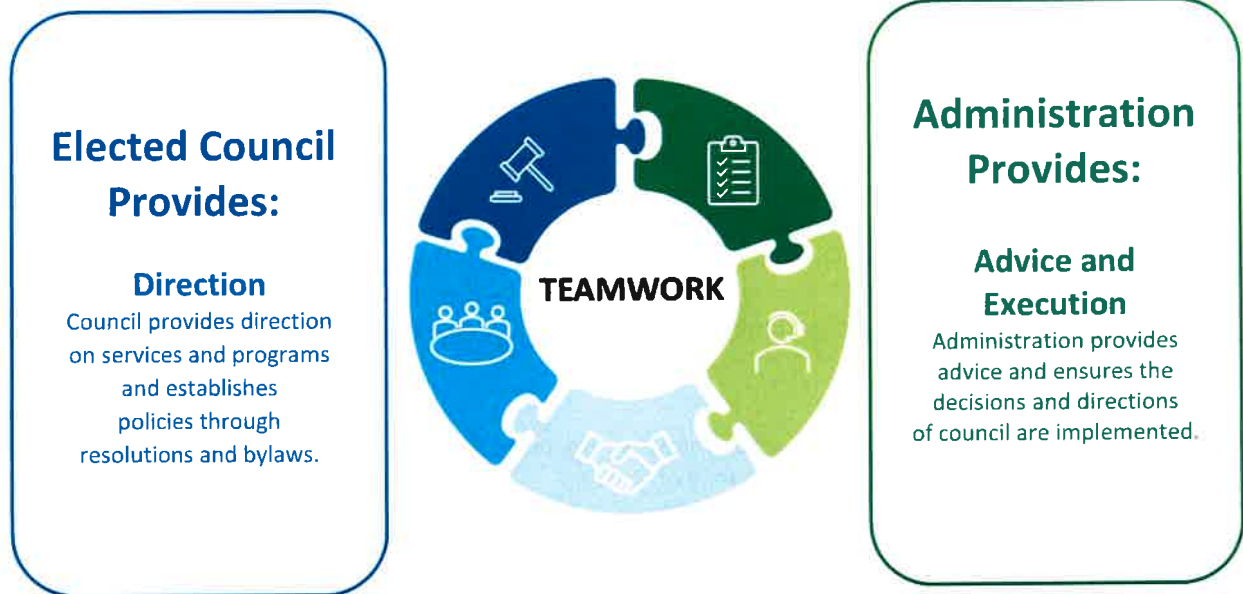 Elected Council
Provides:
Direction
Council provides direction
on services and programs
and establishes
policies through
resolutions and bylaws.
TEAMWORK
Administration
Provides:
Advice and
Execution
Administration provides
advice and ensures the
decisions and directions
of council are implemented.